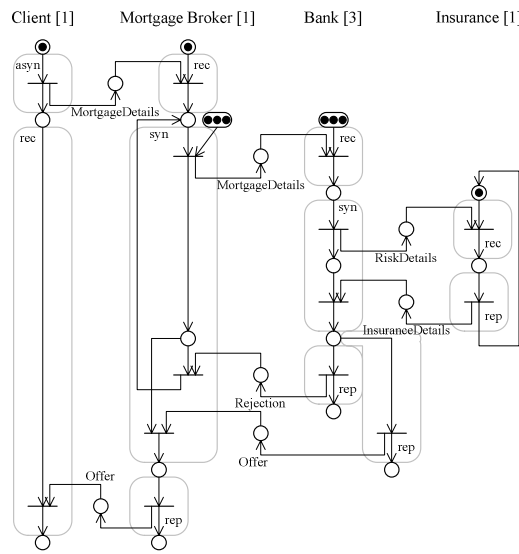 Client [1] Mortgage Broker [1] Bank [3] Insurance [1]
asyn
rec
MortgageDetails
rec
syn
rec
MortgageDetails
syn
rec
RiskDetails
InsuranceDetails
rep
rep
Rejection
rep
Offer
Offer
rep